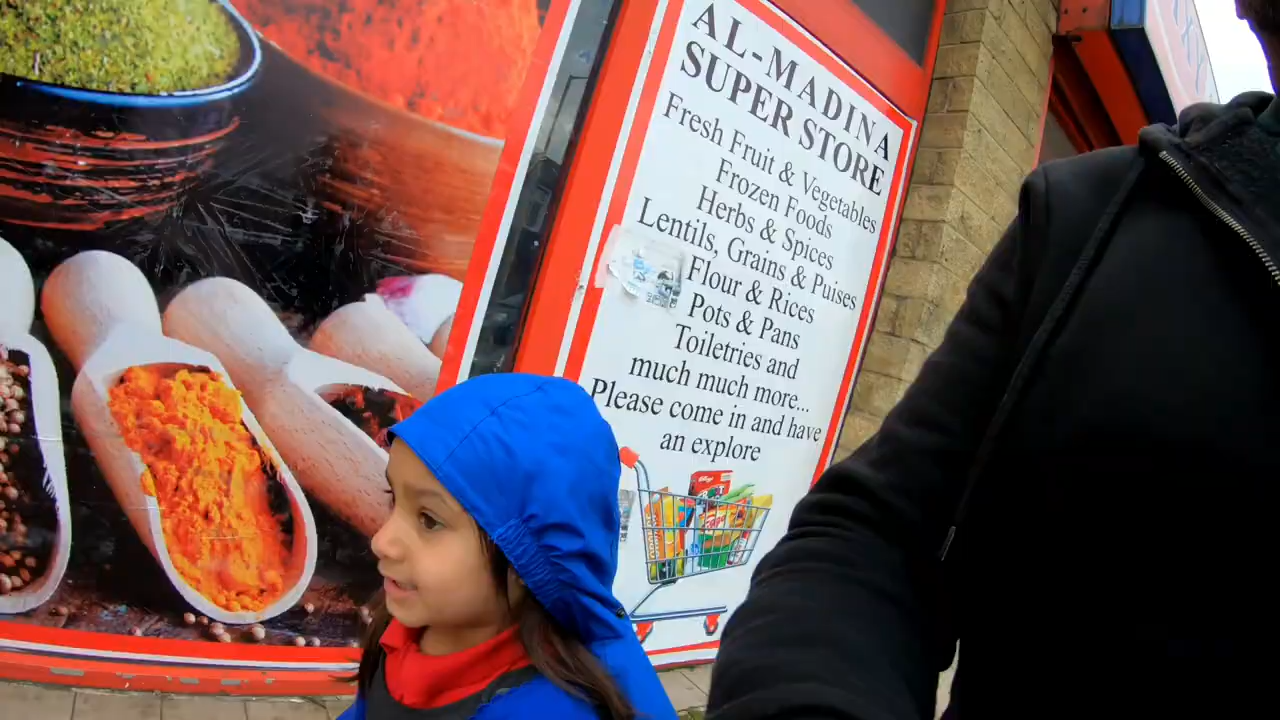 AL-MADINA
SUPER STORE
Fresh Fruit & Vegetables
Frozen Foods
Herbs & Spices
Lentils, Grains & Puises
Flour & Rices
Pots & Pans
Toiletries and
much much more...
Please come in and have
an explore